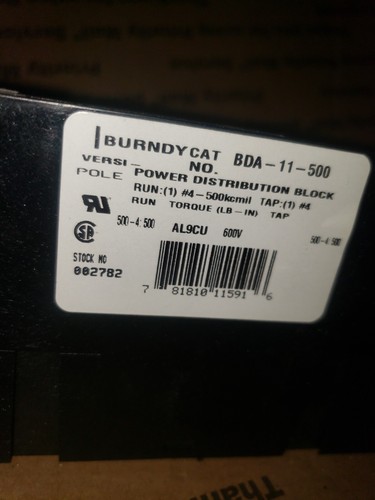 Priority Mail
BURNDY CAT BDA-11-500
VERSI- NO.
POLE POWER DISTRIBUTION BLOCK
RUN:(1) #4-500kcmil TAP:(1) #4
RUN TORQUE (LB-IN) TAP
500-4:500 AL9CU 600V 500-4:500
STOCK NO
002782
7 81810 11591 6